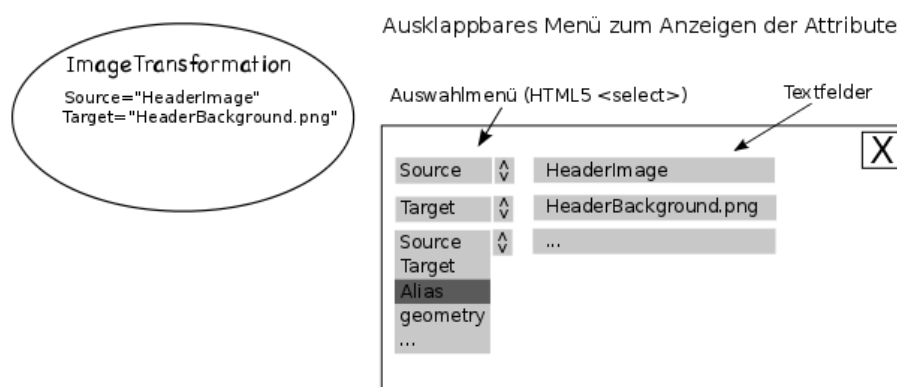 Ausklappbares Menü zum Anzeigen der Attribute
ImageTransformation
Source="HeaderImage"
Target="HeaderBackground.png"
Auswahlmenü (HTML5 <select>)
Textfelder
X
Source HeaderImage
Target HeaderBackground.png
Source ...
Target
Alias
geometry
...